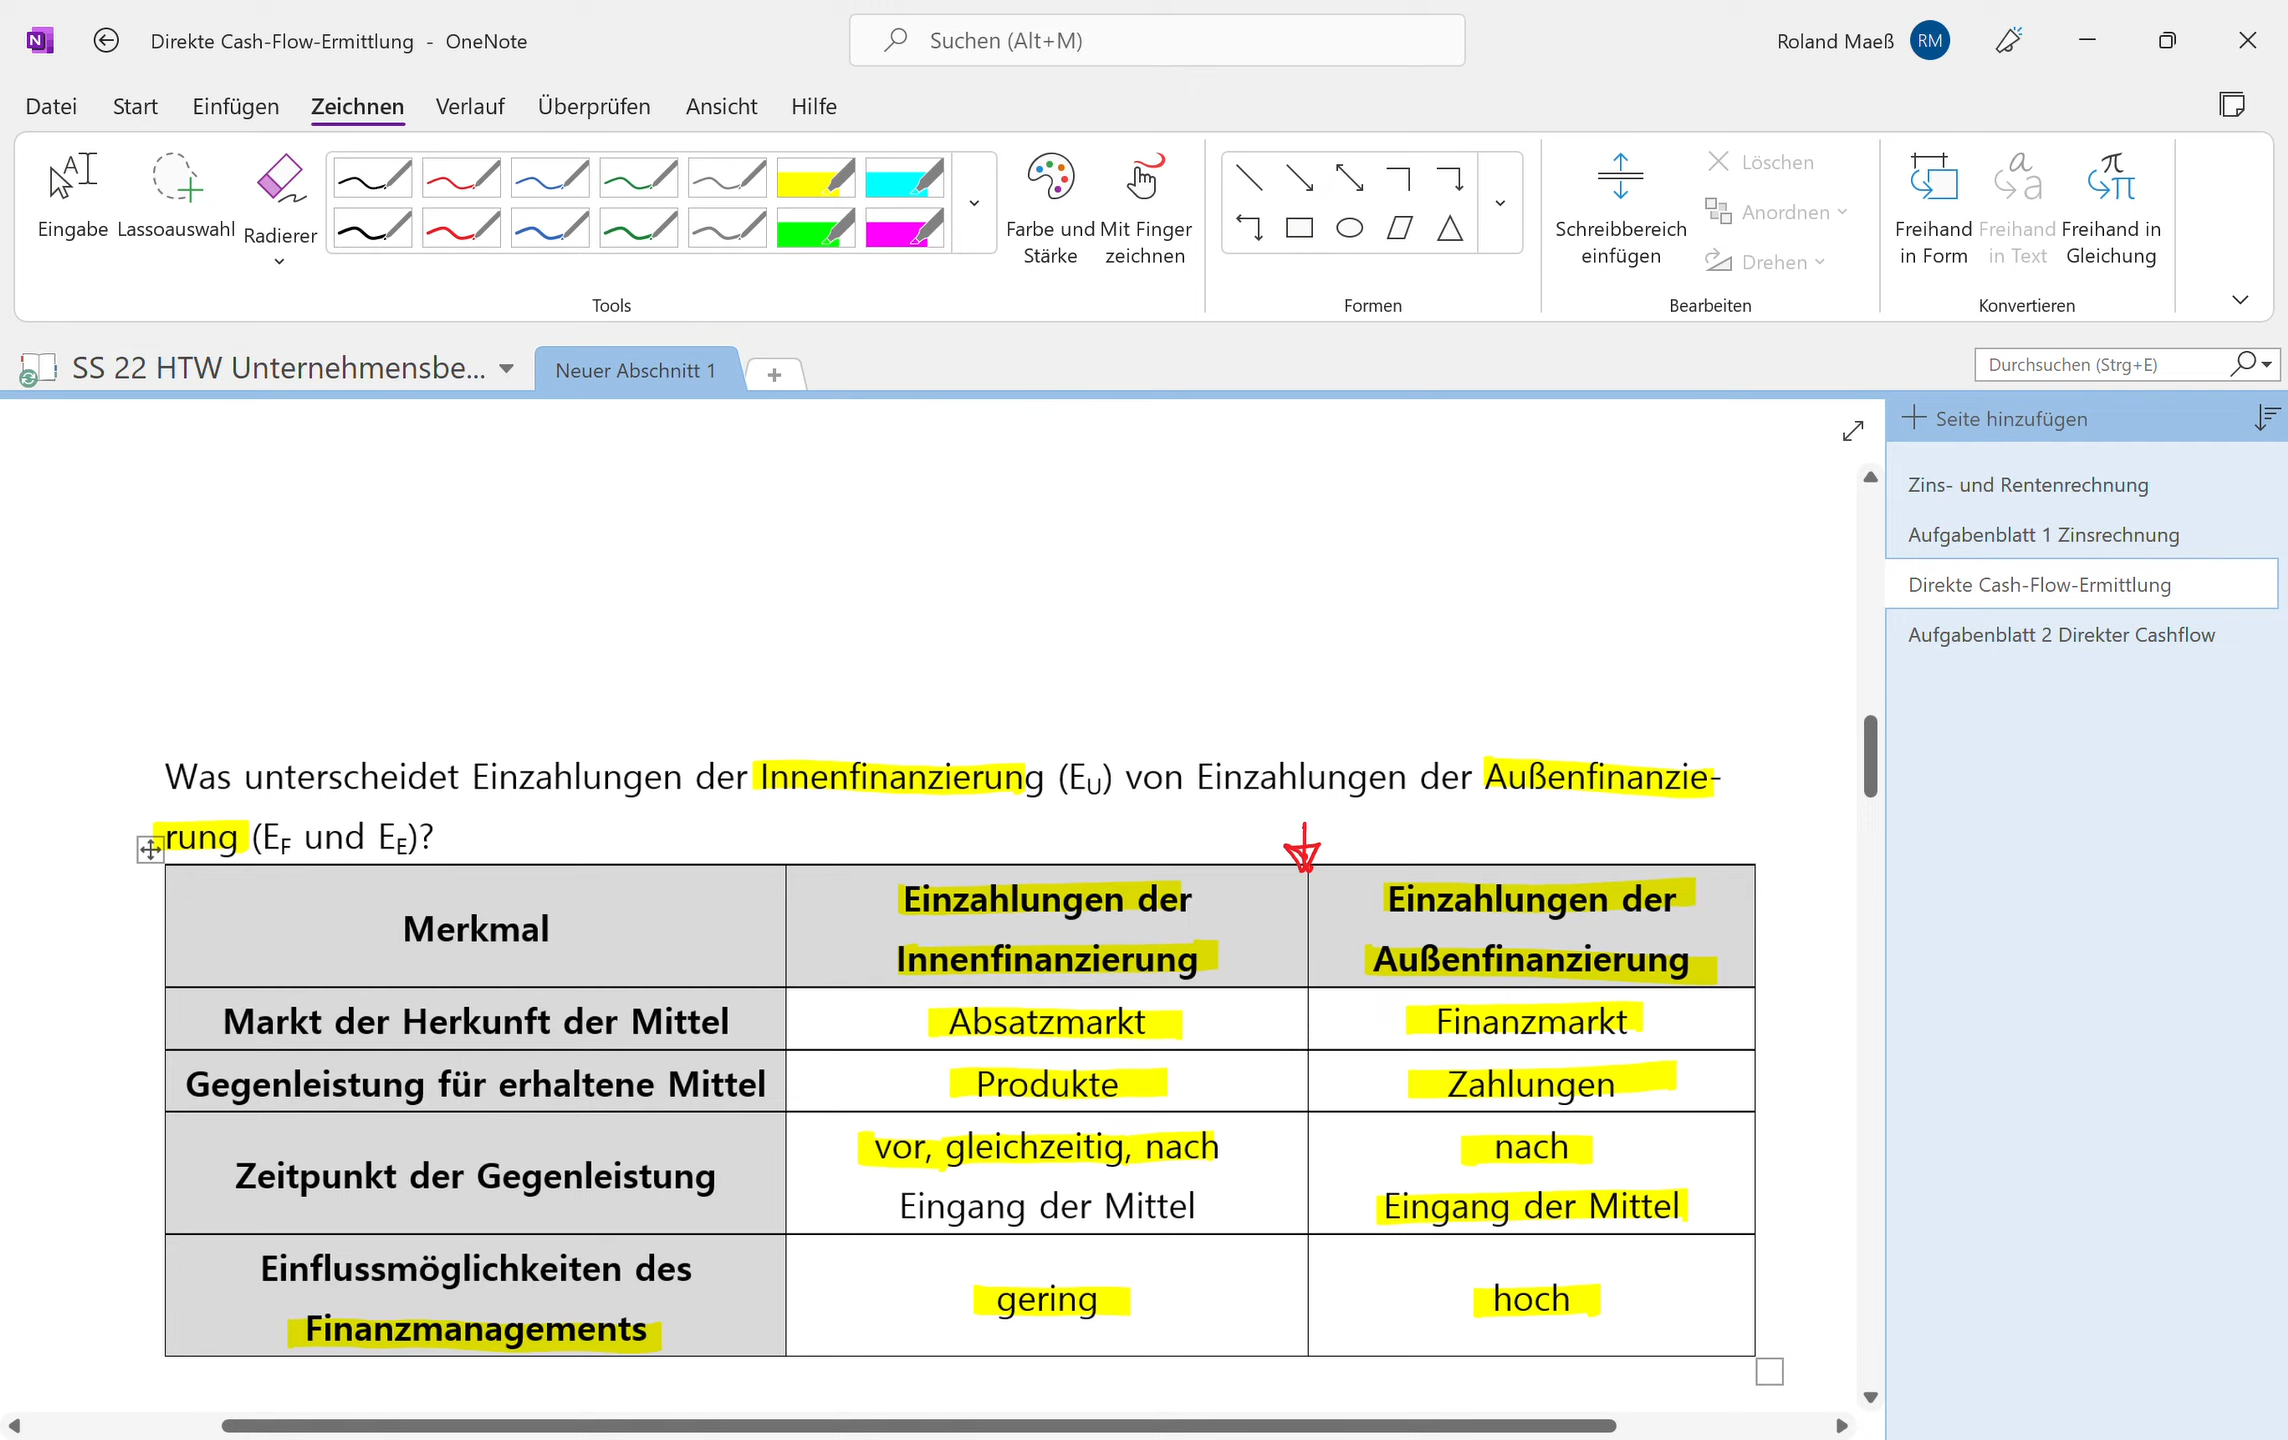 Direkte Cash-Flow-Ermittlung - OneNote
Suchen (Alt+M)
Roland Maeß
RM
Datei Start Einfügen Zeichnen Verlauf Überprüfen Ansicht Hilfe
Eingabe
Lassoauswahl
Radierer
Farbe und
Stärke
Mit Finger
zeichnen
Tools
Formen
Schreibbereich
einfügen
Löschen
Anordnen
Drehen
Bearbeiten
Freihand
in Form
Freihand
in Text
Freihand in
Gleichung
Konvertieren
SS 22 HTW Unternehmensbe...
Neuer Abschnitt 1
Durchsuchen (Strg+E)
Seite hinzufügen
Zins- und Rentenrechnung
Aufgabenblatt 1 Zinsrechnung
Direkte Cash-Flow-Ermittlung
Aufgabenblatt 2 Direkter Cashflow
Was unterscheidet Einzahlungen der Innenfinanzierung (EU) von Einzahlungen der Außenfinanzie-
rung (EF und EE)?
Merkmal
Einzahlungen der
Innenfinanzierung
Einzahlungen der
Außenfinanzierung
Markt der Herkunft der Mittel
Absatzmarkt
Finanzmarkt
Gegenleistung für erhaltene Mittel
Produkte
Zahlungen
Zeitpunkt der Gegenleistung
vor, gleichzeitig, nach
Eingang der Mittel
nach
Eingang der Mittel
Einflussmöglichkeiten des
Finanzmanagements
gering
hoch